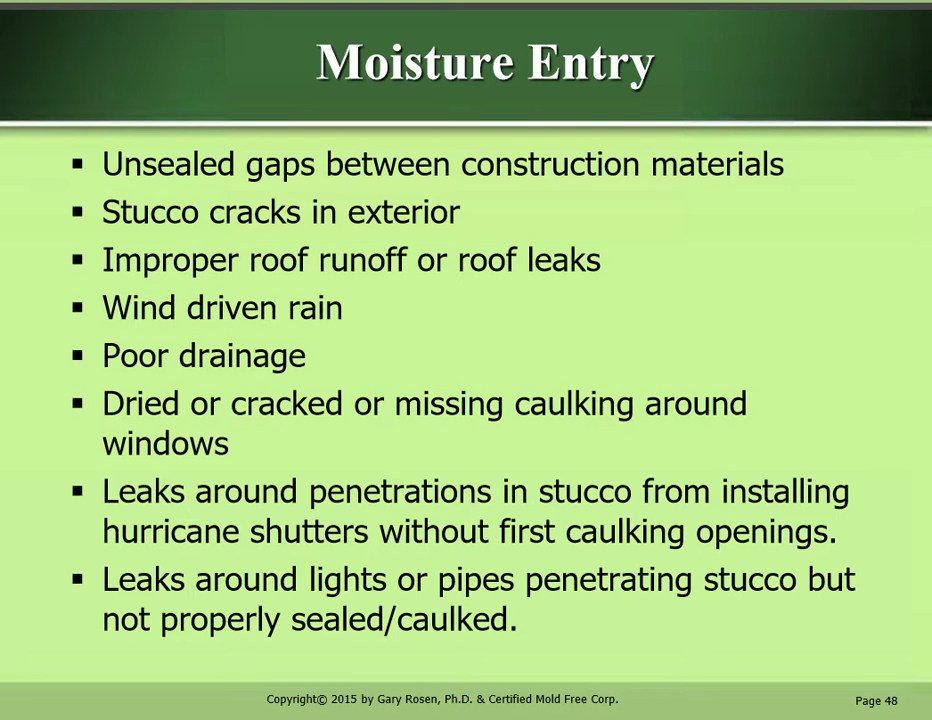 Moisture Entry
▪ Unsealed gaps between construction materials
▪ Stucco cracks in exterior
▪ Improper roof runoff or roof leaks
▪ Wind driven rain
▪ Poor drainage
▪ Dried or cracked or missing caulking around
windows
▪ Leaks around penetrations in stucco from installing
hurricane shutters without first caulking openings.
▪ Leaks around lights or pipes penetrating stucco but
not properly sealed/caulked.
Copyright© 2015 by Gary Rosen, Ph.D. & Certified Mold Free Corp.
Page 48